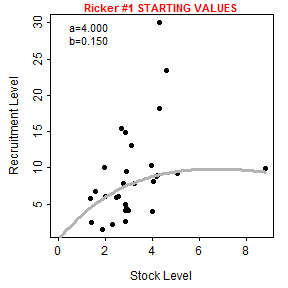 Ricker #1 STARTING VALUES
a=4.000
b=0.150
Recruitment Level
30
25
20
15
10
5
0 2 4 6 8
Stock Level